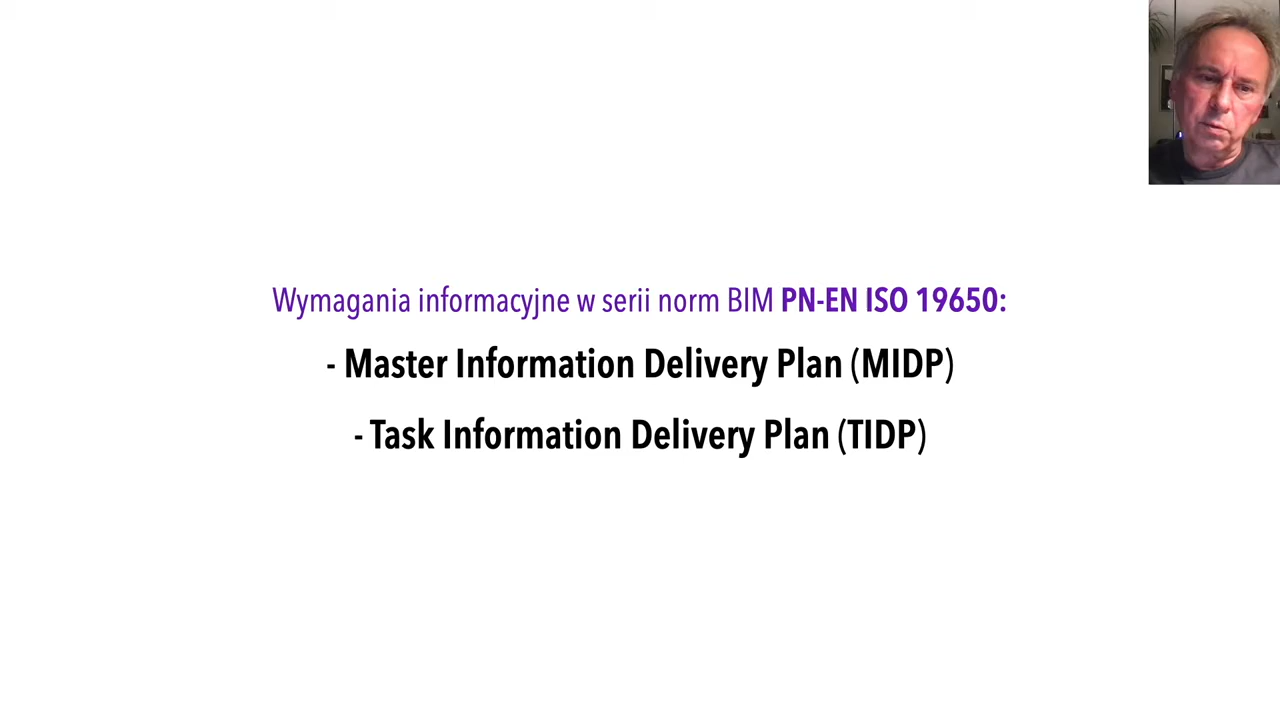 Wymagania informacyjne w serii norm BIM PN-EN ISO 19650:
- Master Information Delivery Plan (MIDP)
- Task Information Delivery Plan (TIDP)